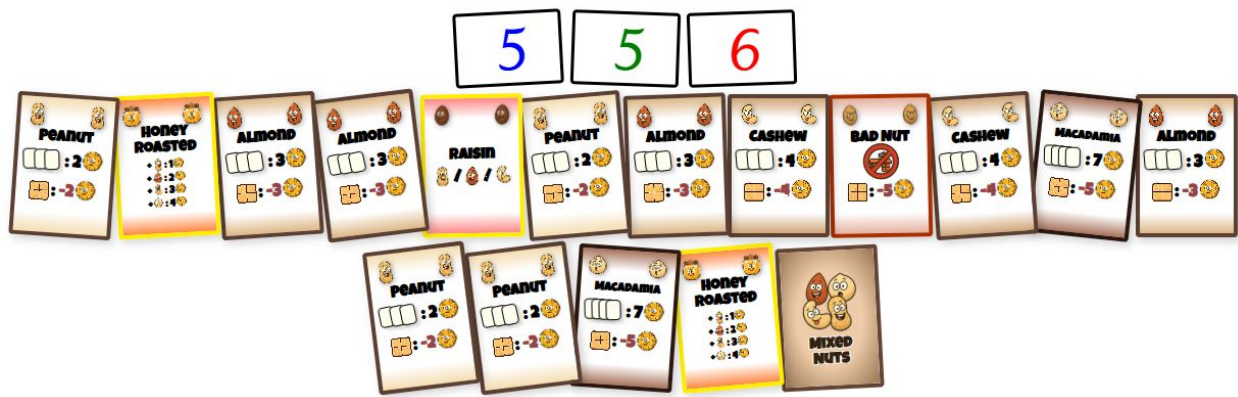 5
5
6
PEANUT
:2
:-2
HONEY
ROASTED
+ :1
+ :2
+ :3
+ :4
ALMOND
:3
:-3
ALMOND
:3
:-3
RAISIN
/ /
PEANUT
:2
:-2
ALMOND
:3
:-3
CASHEW
:4
:-4
BAD NUT
:-5
CASHEW
:4
:-4
MACADAMIA
:7
:-5
ALMOND
:3
:-3
PEANUT
:2
:-2
PEANUT
:2
:-2
MACADAMIA
:7
:-5
HONEY
ROASTED
+ :1
+ :2
+ :3
+ :4
MIXED
NUTS